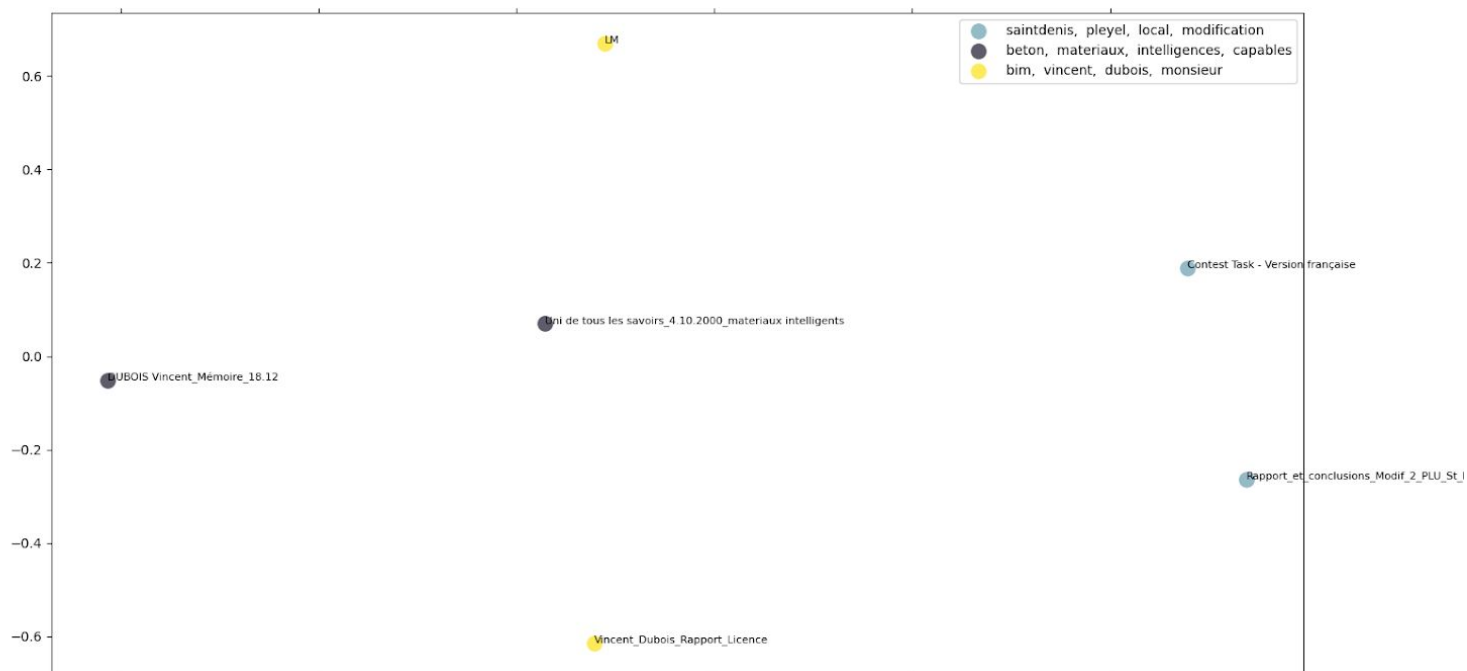 saintdenis, pleyel, local, modification
beton, materiaux, intelligences, capables
bim, vincent, dubois, monsieur
LM
0.6
0.4
0.2
Contest Task - Version française
Uni de tous les savoirs_4.10.2000_materiaux intelligents
0.0
DUBOIS Vincent_Mémoire_18.12
−0.2
Rapport_et_conclusions_Modif_2_PLU_St_
−0.4
−0.6
Vincent_Dubois_Rapport_Licence